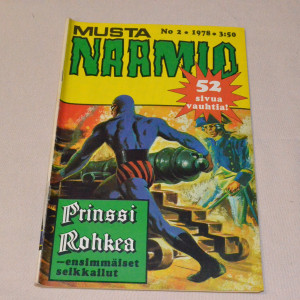 MUSTA
No 2 • 1978 • 3:50
NAAMIO
52
sivua
vauhtia!
Prinssi
Rohkea
–ensimmäiset
seikkailut